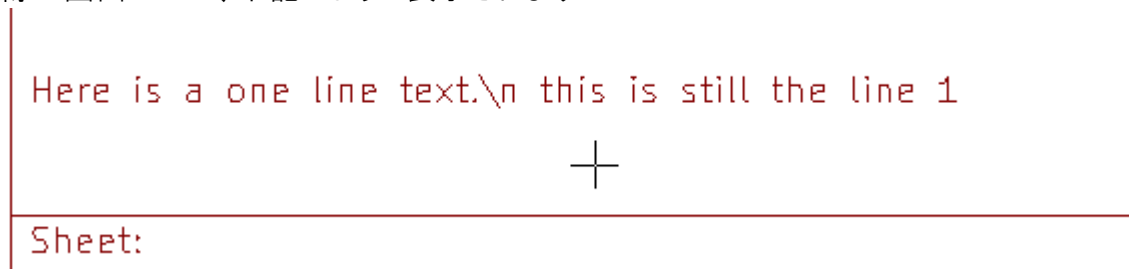 Here is a one line text.\n this is still the line 1
Sheet: